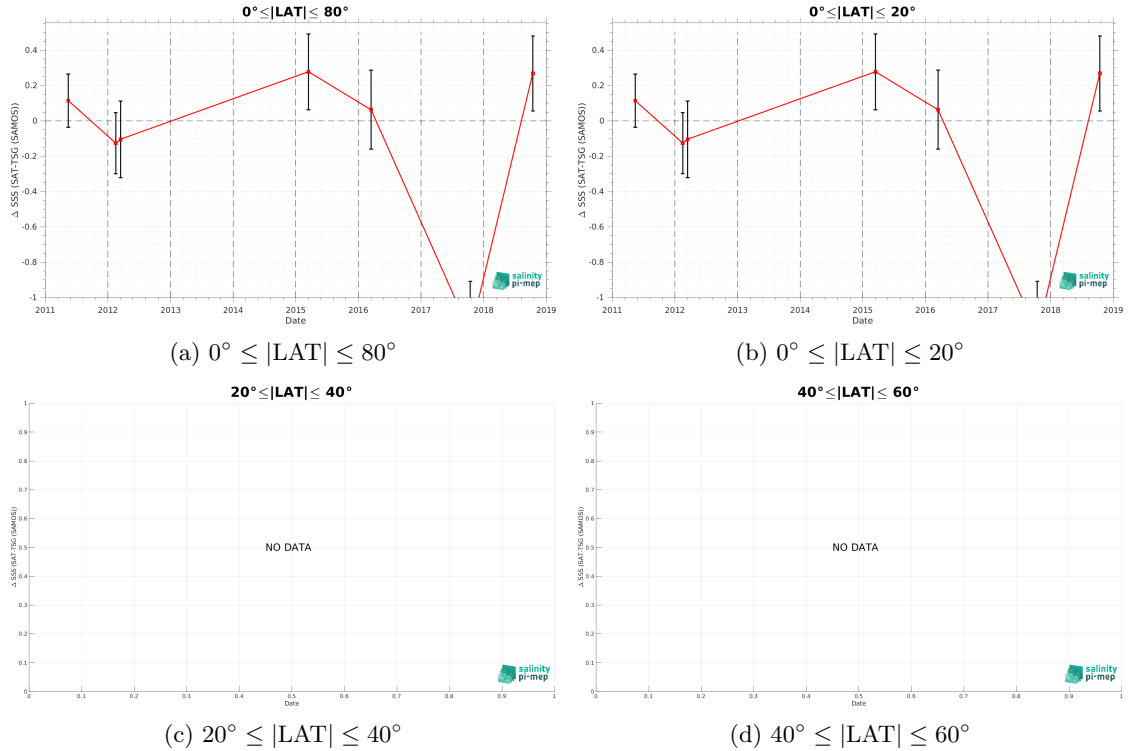 0°≤|LAT|≤ 80°
0.4
0.2
0
-0.2
-0.4
-0.6
-0.8
-1
Δ SSS (SAT-TSG (SAMOS))
2011 2012 2013 2014 2015 2016 2017 2018 2019
Date
salinity
pi-mep
(a) 0° ≤ |LAT| ≤ 80°
0°≤|LAT|≤ 20°
0.4
0.2
0
-0.2
-0.4
-0.6
-0.8
-1
Δ SSS (SAT-TSG (SAMOS))
2011 2012 2013 2014 2015 2016 2017 2018 2019
Date
salinity
pi-mep
(b) 0° ≤ |LAT| ≤ 20°
20°≤|LAT|≤ 40°
1
0.9
0.8
0.7
0.6
0.5
0.4
0.3
0.2
0.1
0
Δ SSS (SAT-TSG (SAMOS))
NO DATA
0 0.1 0.2 0.3 0.4 0.5 0.6 0.7 0.8 0.9 1
Date
salinity
pi-mep
(c) 20° ≤ |LAT| ≤ 40°
40°≤|LAT|≤ 60°
1
0.9
0.8
0.7
0.6
0.5
0.4
0.3
0.2
0.1
0
Δ SSS (SAT-TSG (SAMOS))
NO DATA
0 0.1 0.2 0.3 0.4 0.5 0.6 0.7 0.8 0.9 1
Date
salinity
pi-mep
(d) 40° ≤ |LAT| ≤ 60°